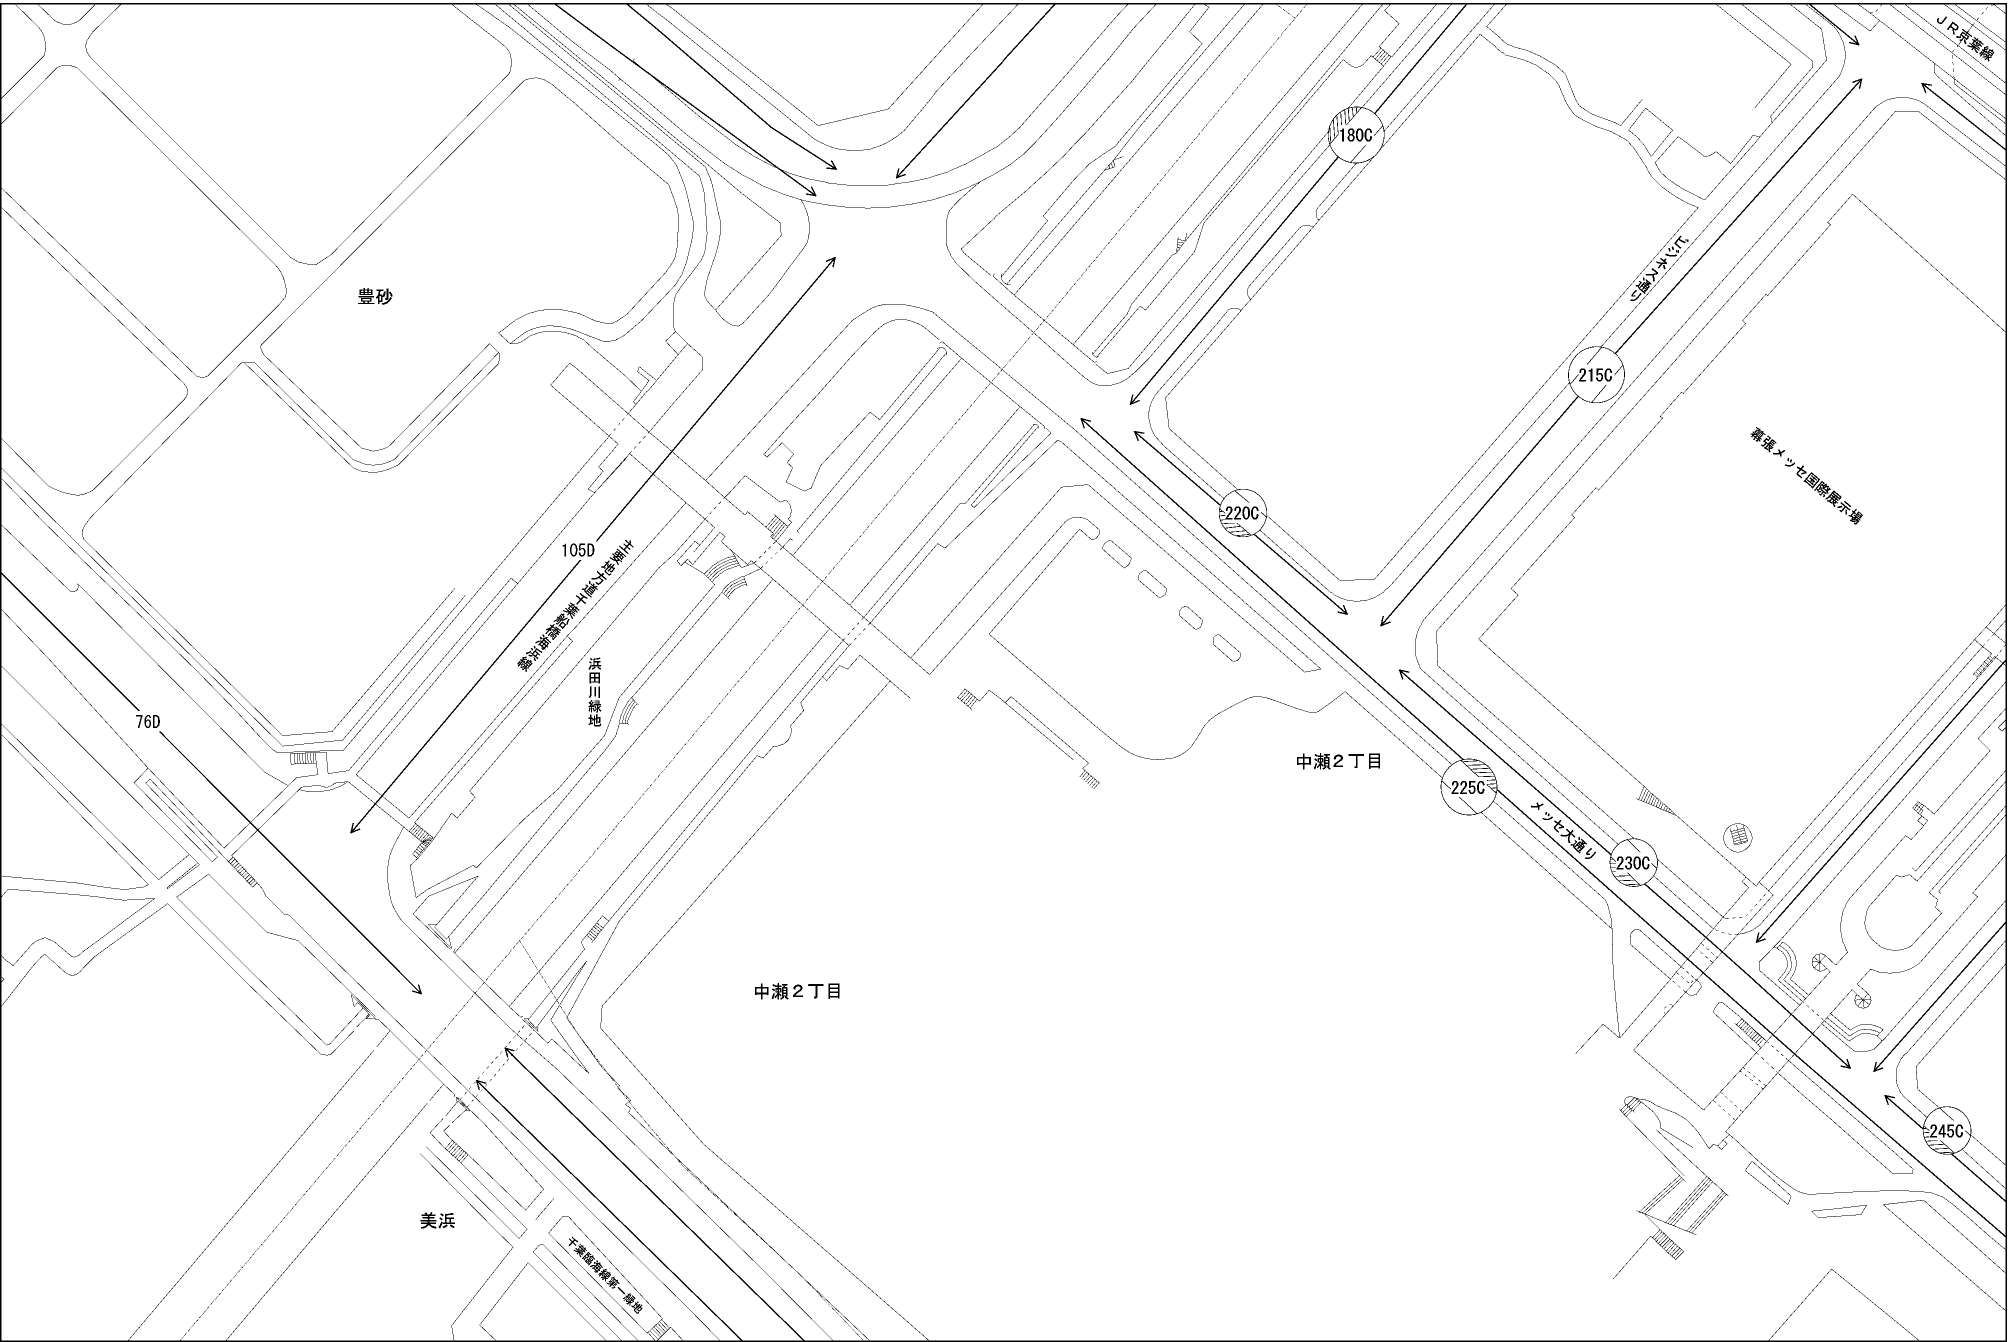 ＪＲ京葉線
180C
ビジネス通り
豊砂
215C
幕張メッセ国際展示場
220C
105D
主要地方道千葉船橋海浜線
浜田川緑地
76D
中瀬２丁目
225C
メッセ大通り
230C
中瀬２丁目
245C
美浜
千葉臨海線第一緑地